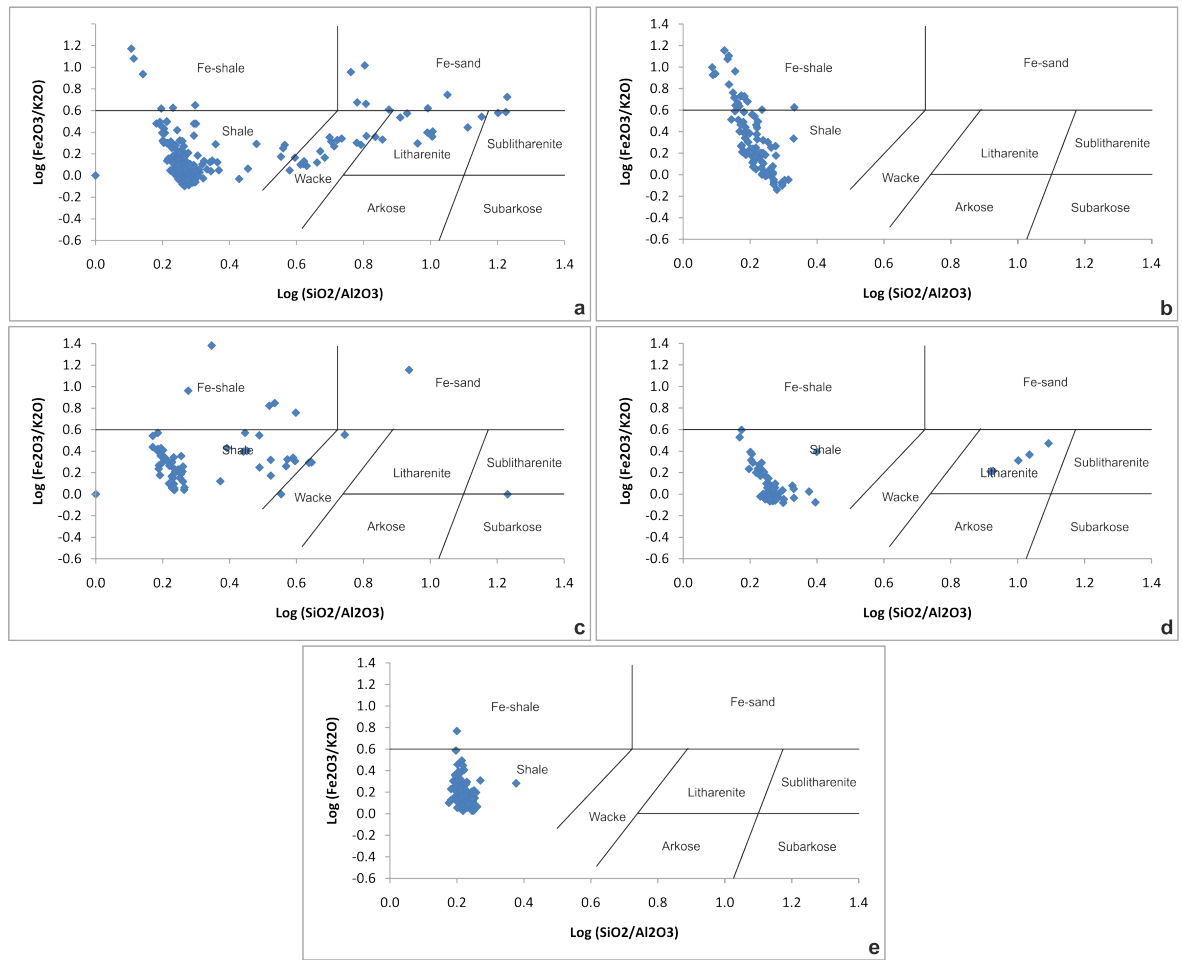 1.2
1.0
0.8
0.6
0.4
0.2
0.0
-0.2
-0.4
-0.6
Log (Fe2O3/K2O)
Fe-shale
Fe-sand
Shale
Wacke
Litharenite
Sublitharenite
Arkose
Subarkose
0.0 0.2 0.4 0.6 0.8 1.0 1.2 1.4
Log (SiO2/Al2O3)
a
1.4
1.2
1.0
0.8
0.6
0.4
0.2
0.0
-0.2
-0.4
-0.6
Log (Fe2O3/K2O)
Fe-shale
Fe-sand
Shale
Wacke
Litharenite
Sublitharenite
Arkose
Subarkose
0.0 0.2 0.4 0.6 0.8 1.0 1.2 1.4
Log (SiO2/Al2O3)
b
1.4
1.2
1.0
0.8
0.6
0.4
0.2
0.0
-0.2
-0.4
-0.6
Log (Fe2O3/K2O)
Fe-shale
Fe-sand
Shale
Wacke
Litharenite
Sublitharenite
Arkose
Subarkose
0.0 0.2 0.4 0.6 0.8 1.0 1.2 1.4
Log (SiO2/Al2O3)
c
1.4
1.2
1.0
0.8
0.6
0.4
0.2
0.0
-0.2
-0.4
-0.6
Log (Fe2O3/K2O)
Fe-shale
Fe-sand
Shale
Wacke
Litharenite
Sublitharenite
Arkose
Subarkose
0.0 0.2 0.4 0.6 0.8 1.0 1.2 1.4
Log (SiO2/Al2O3)
d
1.4
1.2
1.0
0.8
0.6
0.4
0.2
0.0
-0.2
-0.4
-0.6
Log (Fe2O3/K2O)
Fe-shale
Fe-sand
Shale
Wacke
Litharenite
Sublitharenite
Arkose
Subarkose
0.0 0.2 0.4 0.6 0.8 1.0 1.2 1.4
Log (SiO2/Al2O3)
e